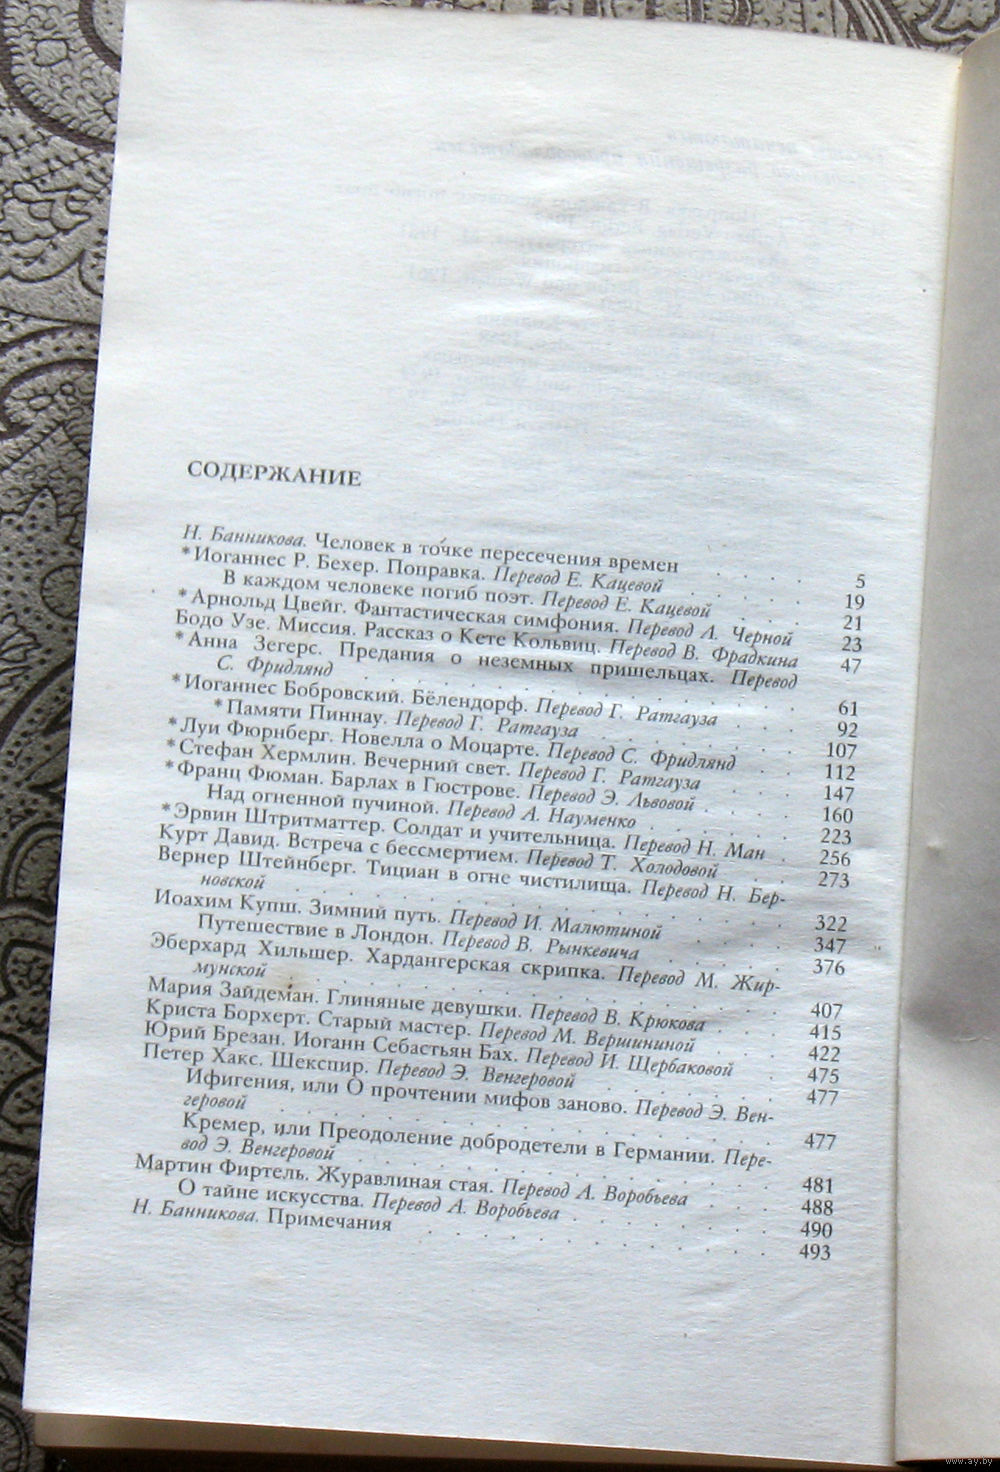 СОДЕРЖАНИЕ
Н. Банникова. Человек в точке пересечения времен . . . . 5
*Иоганнес Р. Бехер. Поправка. Перевод Е. Кацевой . . . . 19
В каждом человеке погиб поэт. Перевод Е. Кацевой . . . . 21
*Арнольд Цвейг. Фантастическая симфония. Перевод А. Черной 23
Бодо Узе. Миссия. Рассказ о Кете Кольвиц. Перевод В. Фрадкина 47
*Анна Зегерс. Предания о неземных пришельцах. Перевод
С. Фридлянд . . . . 61
*Иоганнес Бобровский. Бёлендорф. Перевод Г. Ратгауза . . . . 92
*Памяти Пиннау. Перевод Г. Ратгауза . . . . 107
*Луи Фюрнберг. Новелла о Моцарте. Перевод С. Фридлянд . . 112
*Стефан Хермлин. Вечерний свет. Перевод Г. Ратгауза . . . . 147
*Франц Фюман. Барлах в Гюстрове. Перевод Э. Львовой . . . . 160
Над огненной пучиной. Перевод А. Науменко . . . . 223
*Эрвин Штритматтер. Солдат и учительница. Перевод Н. Ман . 256
Курт Давид. Встреча с бессмертием. Перевод Т. Холодовой . . 273
Вернер Штейнберг. Тициан в огне чистилища. Перевод Н. Бер-
новской . . . . 322
Иоахим Купш. Зимний путь. Перевод И. Малютиной . . . . 347
Путешествие в Лондон. Перевод В. Рынкевича . . . . 376
Эберхард Хильшер. Хардангерская скрипка. Перевод М. Жир-
мунской . . . . 407
Мария Зайдеман. Глиняные девушки. Перевод В. Крюкова . . . 415
Криста Борхерт. Старый мастер. Перевод М. Вершининой . . . . 422
Юрий Брезан. Иоганн Себастьян Бах. Перевод И. Щербаковой . 475
Петер Хакс. Шекспир. Перевод Э. Венгеровой . . . . 477
Ифигения, или О прочтении мифов заново. Перевод Э. Вен-
геровой . . . . 477
Кремер, или Преодоление добродетели в Германии. Пере-
вод Э. Венгеровой . . . . 481
Мартин Фиртель. Журавлиная стая. Перевод А. Воробьева . . . 488
О тайне искусства. Перевод А. Воробьева . . . . 490
Н. Банникова. Примечания . . . . 493
www.ay.by